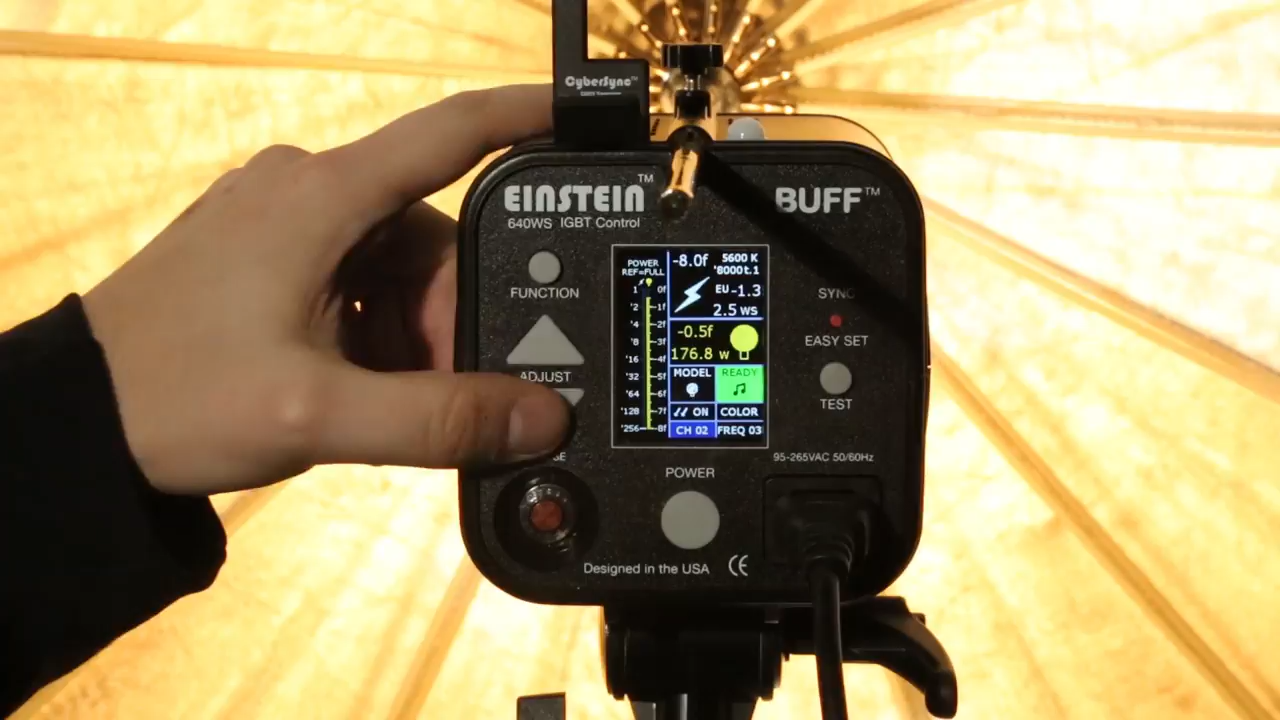 CyberSync™
EINSTEIN™
640WS IGBT Control
BUFF™
FUNCTION
ADJUST
POWER
REF=FULL
1 0f
'2 -1f
'4 -2f
'8 -3f
'16 -4f
'32 -5f
'64 -6f
'128 -7f
'256 -8f
-8.0f
5600 K
'8000 t.1
EU -1.3
2.5 WS
-0.5f
176.8 W
MODEL
READY
ON
COLOR
CH 02
FREQ 03
SYNC
EASY SET
TEST
95-265VAC 50/60Hz
POWER
Designed in the USA CE